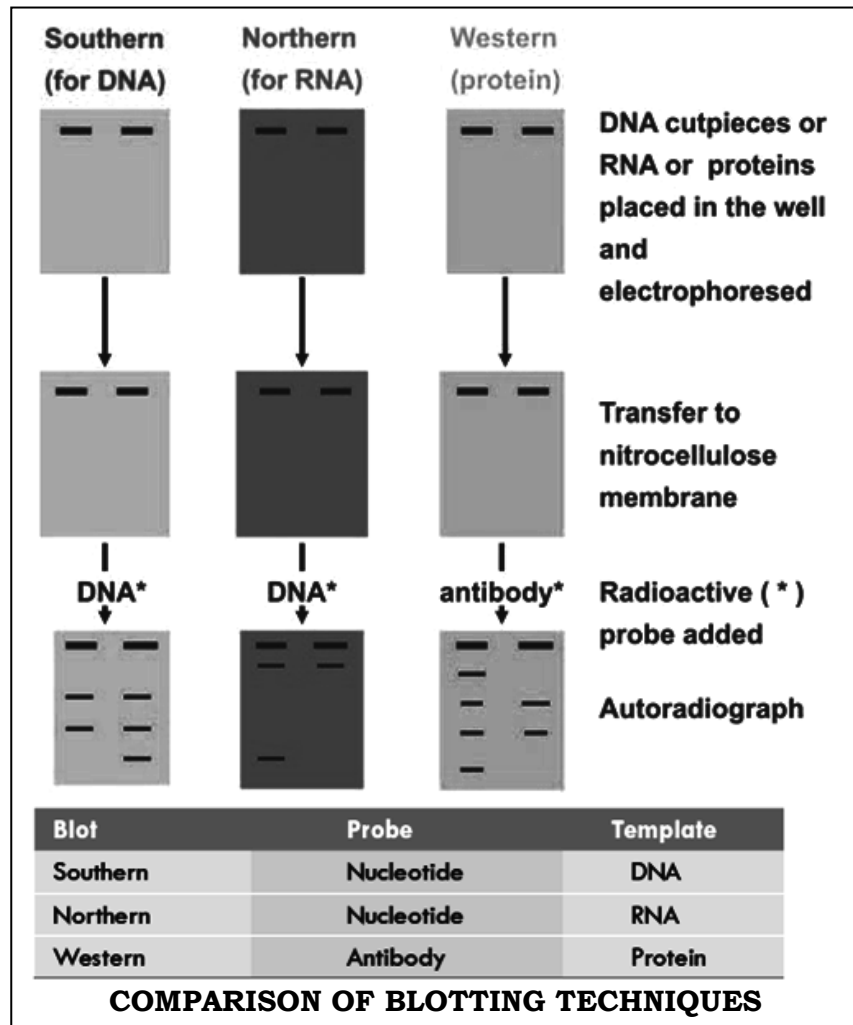 Southern
(for DNA)
Northern
(for RNA)
Western
(protein)
DNA cutpieces or
RNA or proteins
placed in the well
and
electrophoresed
Transfer to
nitrocellulose
membrane
DNA*
DNA*
antibody*
Radioactive ( * )
probe added
Autoradiograph
Blot Probe Template
Southern Nucleotide DNA
Northern Nucleotide RNA
Western Antibody Protein
COMPARISON OF BLOTTING TECHNIQUES